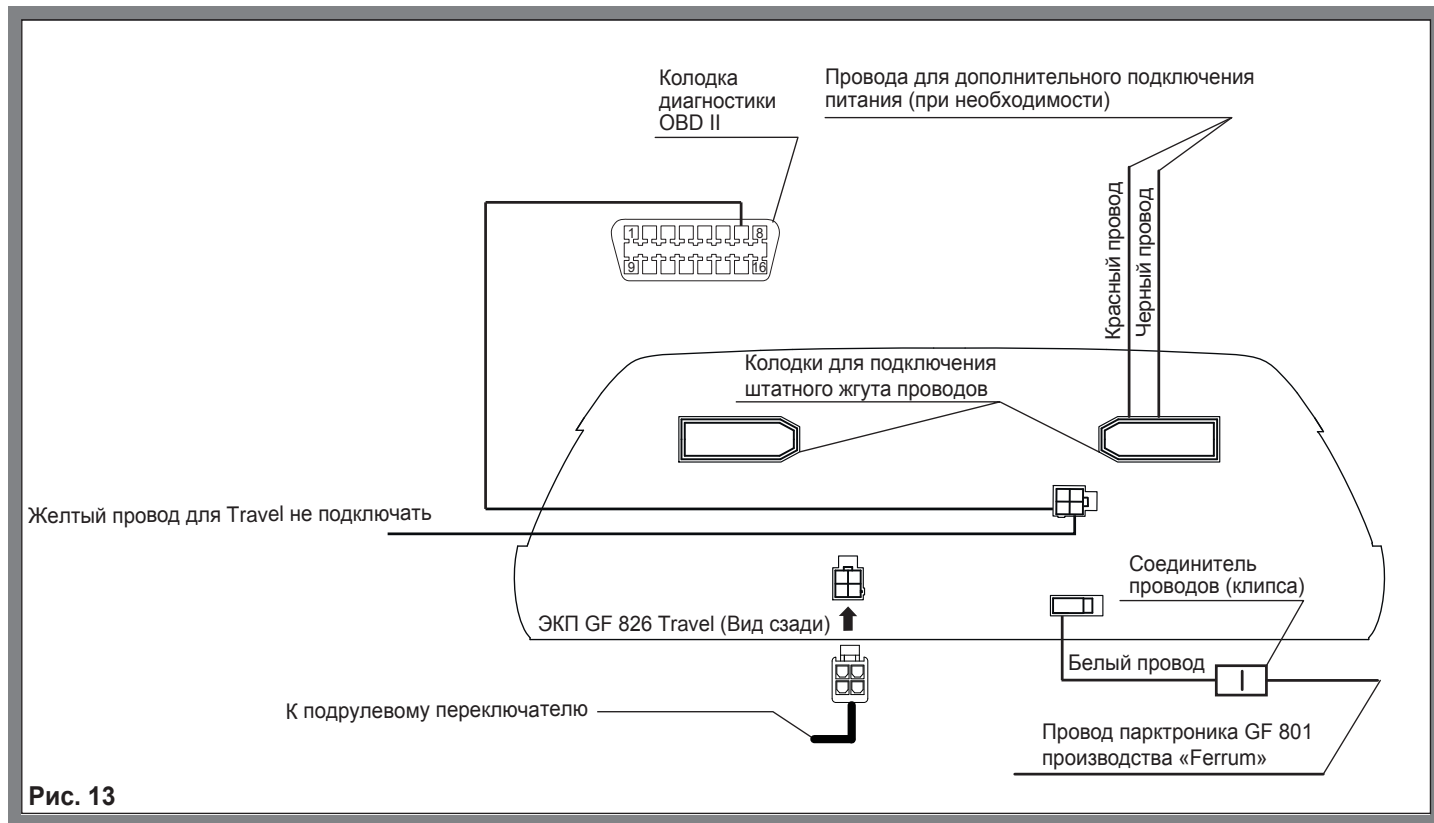 Колодка
диагностики
OBD II
Провода для дополнительного подключения
питания (при необходимости)
1
8
9
16
Красный провод
Черный провод
Колодки для подключения
штатного жгута проводов
Желтый провод для Travel не подключать
Соединитель
проводов (клипса)
ЭКП GF 826 Travel (Вид сзади)
Белый провод
К подрулевому переключателю
Провод парктроника GF 801
производства «Ferrum»
Рис. 13